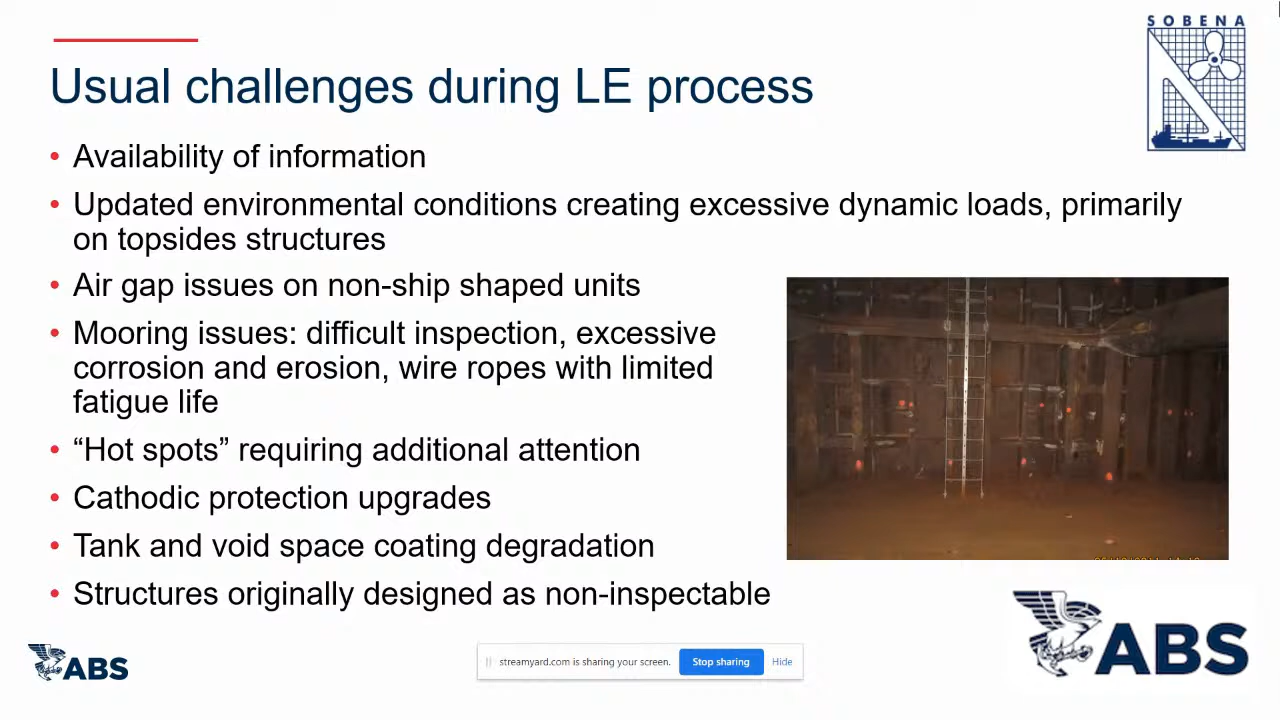 SOBENA
Usual challenges during LE process
• Availability of information
• Updated environmental conditions creating excessive dynamic loads, primarily
on topsides structures
• Air gap issues on non-ship shaped units
• Mooring issues: difficult inspection, excessive
corrosion and erosion, wire ropes with limited
fatigue life
• “Hot spots” requiring additional attention
• Cathodic protection upgrades
• Tank and void space coating degradation
• Structures originally designed as non-inspectable
ABS
streamyard.com is sharing your screen. Stop sharing Hide
ABS